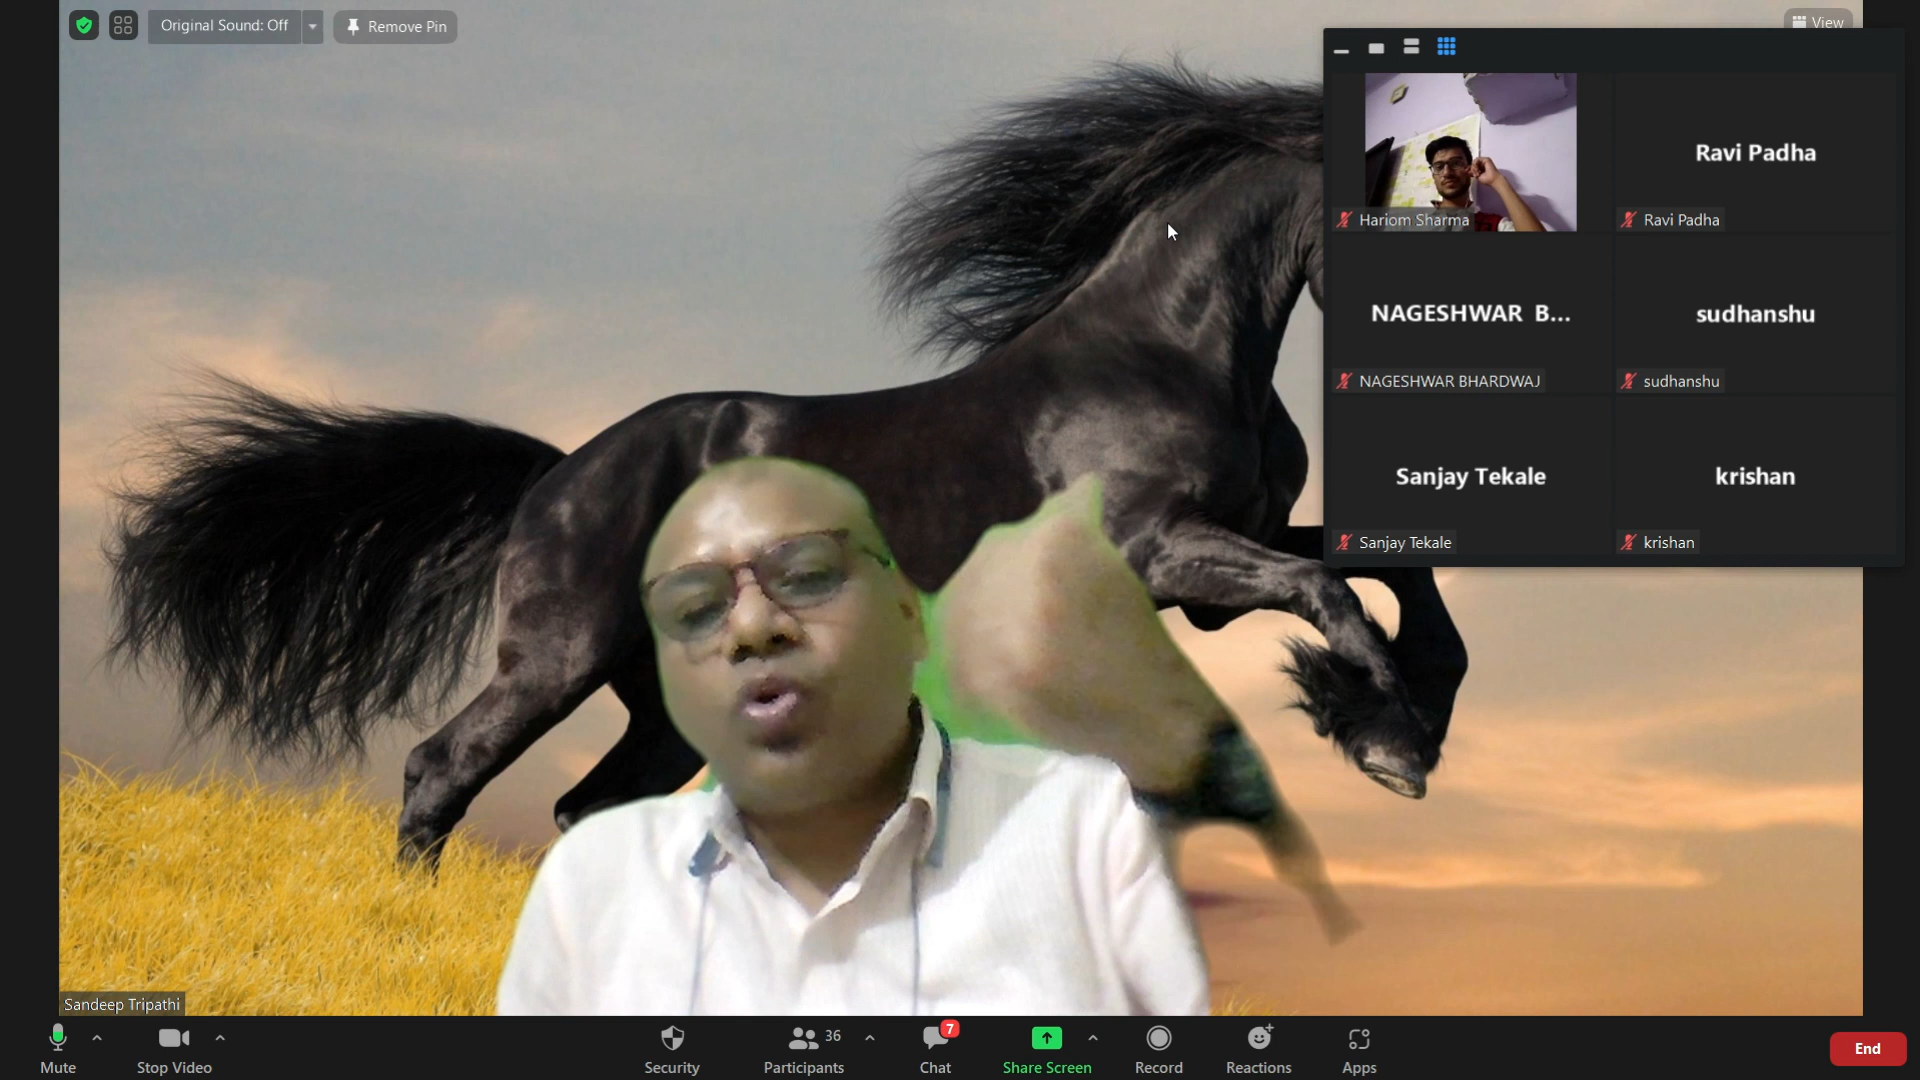 Original Sound: Off
Remove Pin
View
Hariom Sharma
Ravi Padha
Ravi Padha
NAGESHWAR B...
NAGESHWAR BHARDWAJ
sudhanshu
sudhanshu
Sanjay Tekale
Sanjay Tekale
krishan
krishan
Sandeep Tripathi
Mute
Stop Video
Security
36
Participants
7
Chat
Share Screen
Record
Reactions
Apps
End